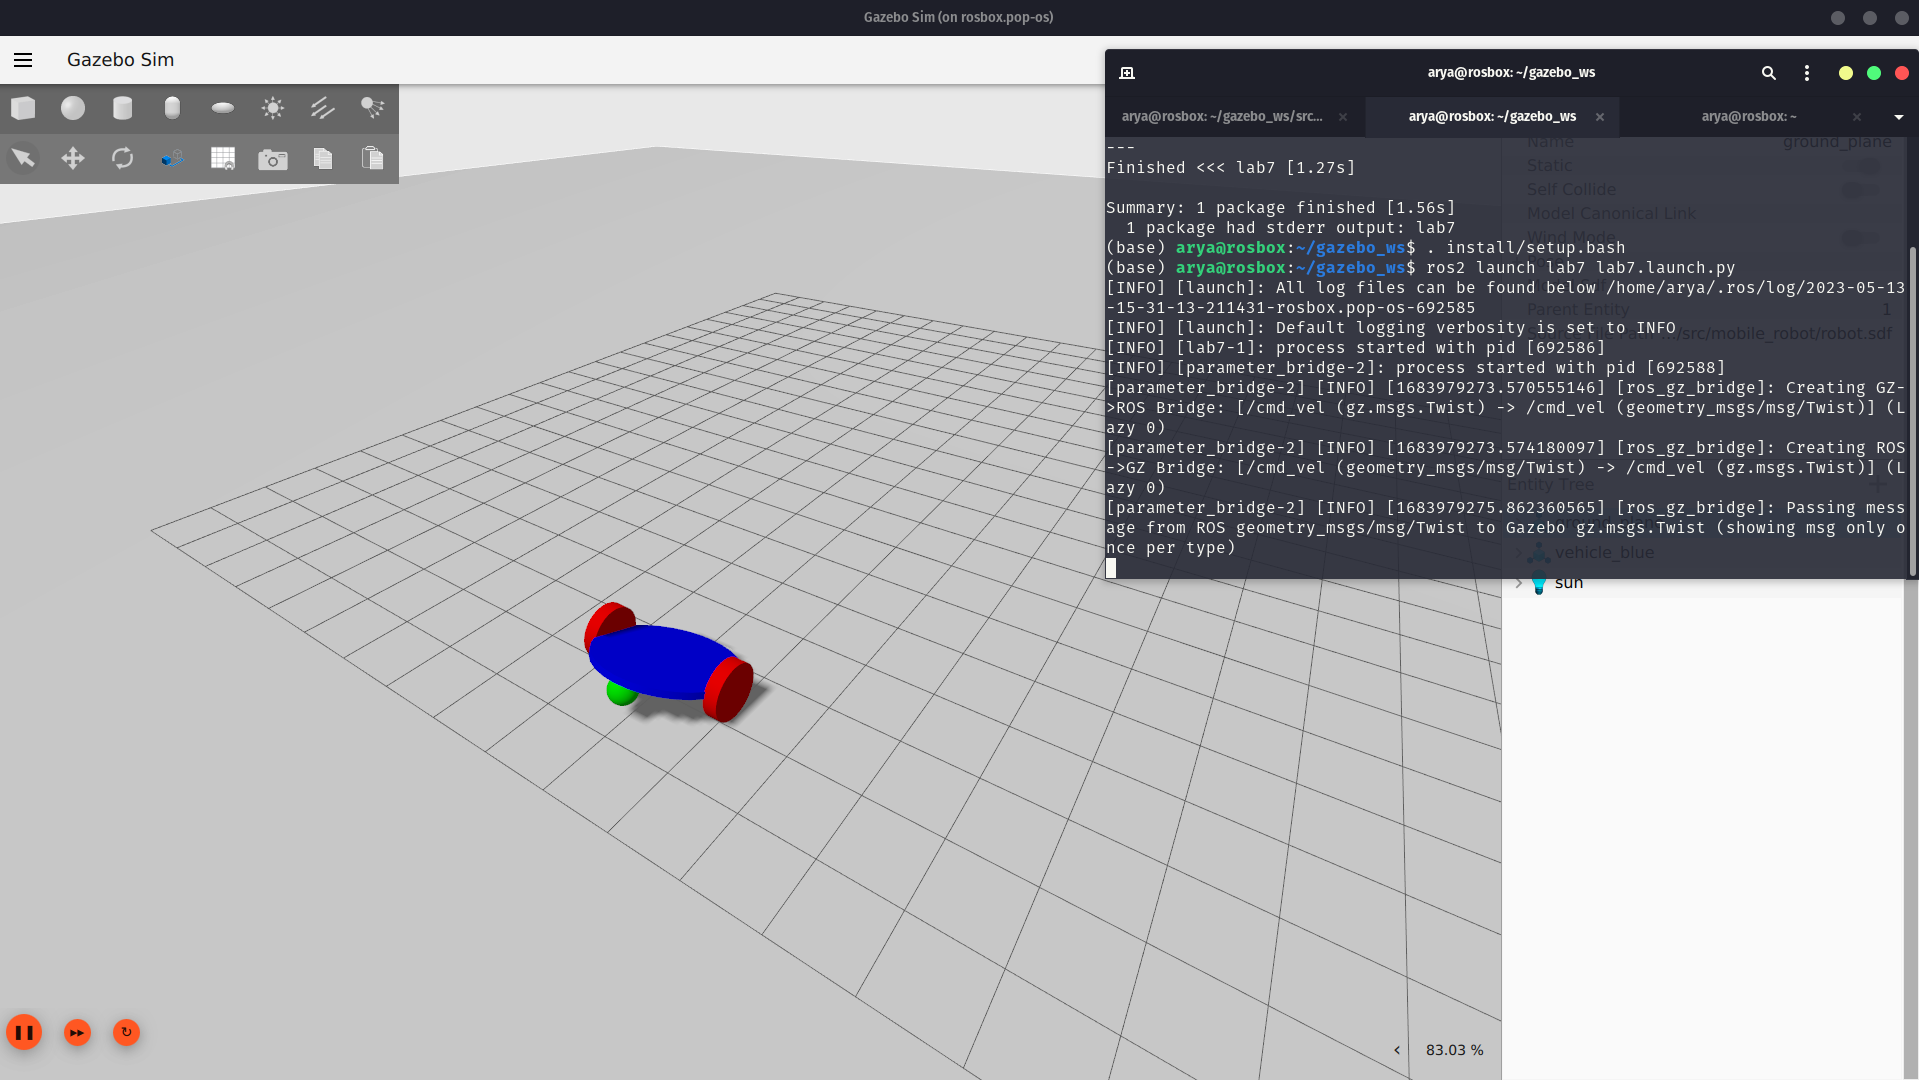 Gazebo Sim (on rosbox.pop-os)
Gazebo Sim
arya@rosbox: ~/gazebo_ws
arya@rosbox: ~/gazebo_ws/src...
arya@rosbox: ~/gazebo_ws
arya@rosbox: ~
---
Finished <<< lab7 [1.27s]
Summary: 1 package finished [1.56s]
1 package had stderr output: lab7
(base) arya@rosbox:~/gazebo_ws$ . install/setup.bash
(base) arya@rosbox:~/gazebo_ws$ ros2 launch lab7 lab7.launch.py
[INFO] [launch]: All log files can be found below /home/arya/.ros/log/2023-05-13
-15-31-13-211431-rosbox.pop-os-692585
[INFO] [launch]: Default logging verbosity is set to INFO
[INFO] [lab7-1]: process started with pid [692586]
[INFO] [parameter_bridge-2]: process started with pid [692588]
[parameter_bridge-2] [INFO] [1683979273.570555146] [ros_gz_bridge]: Creating GZ-
>ROS Bridge: [/cmd_vel (gz.msgs.Twist) -> /cmd_vel (geometry_msgs/msg/Twist)] (L
azy 0)
[parameter_bridge-2] [INFO] [1683979273.574180097] [ros_gz_bridge]: Creating ROS
->GZ Bridge: [/cmd_vel (geometry_msgs/msg/Twist) -> /cmd_vel (gz.msgs.Twist)] (L
azy 0)
[parameter_bridge-2] [INFO] [1683979275.862360565] [ros_gz_bridge]: Passing mess
age from ROS geometry_msgs/msg/Twist to Gazebo gz.msgs.Twist (showing msg only o
nce per type)
Name ground_plane
Static
Self Collide
Model Canonical Link
Wind Mode
Parent Entity 1
/src/mobile_robot/robot.sdf
Entity Tree
vehicle_blue
sun
83.03 %